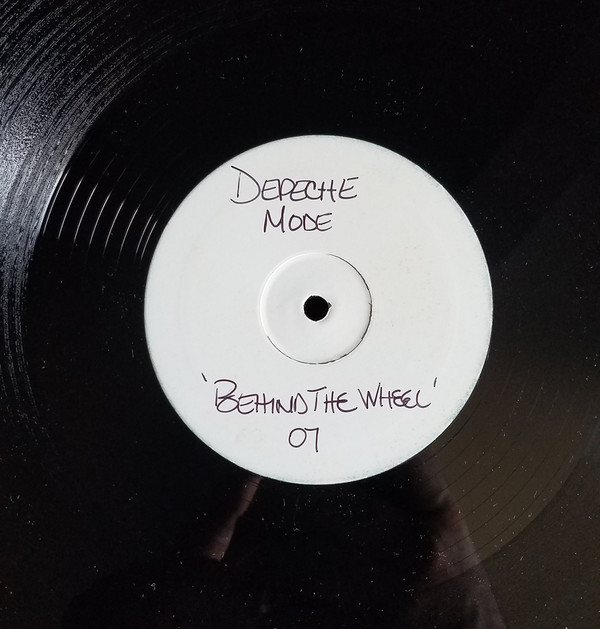 DEPECHE
MODE
'BEHIND THE WHEEL'
07